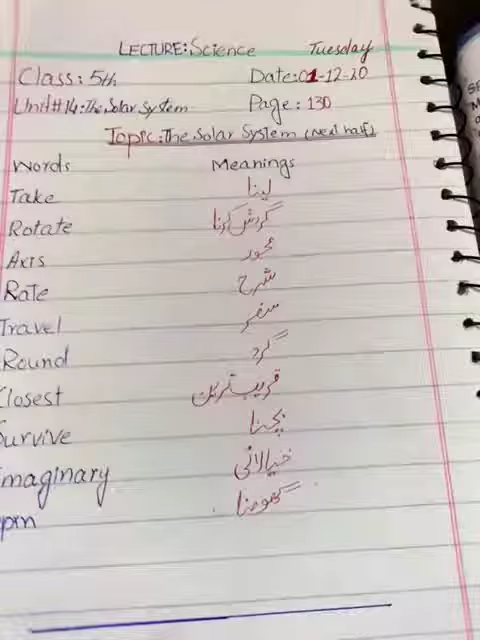 LECTURE: Science Tuesday
Class: 5th Date: 01-12-20
Unit#14: The Solar System Page: 130
Topic: The Solar System (next half)
Words Meanings
Take لینا
Rotate گردش کرنا
Axis محور
Rate شرح
Travel سفر
Round گرد
Closest قریب ترین
Survive بچنا
Imaginary خیالاتی
گھومنا